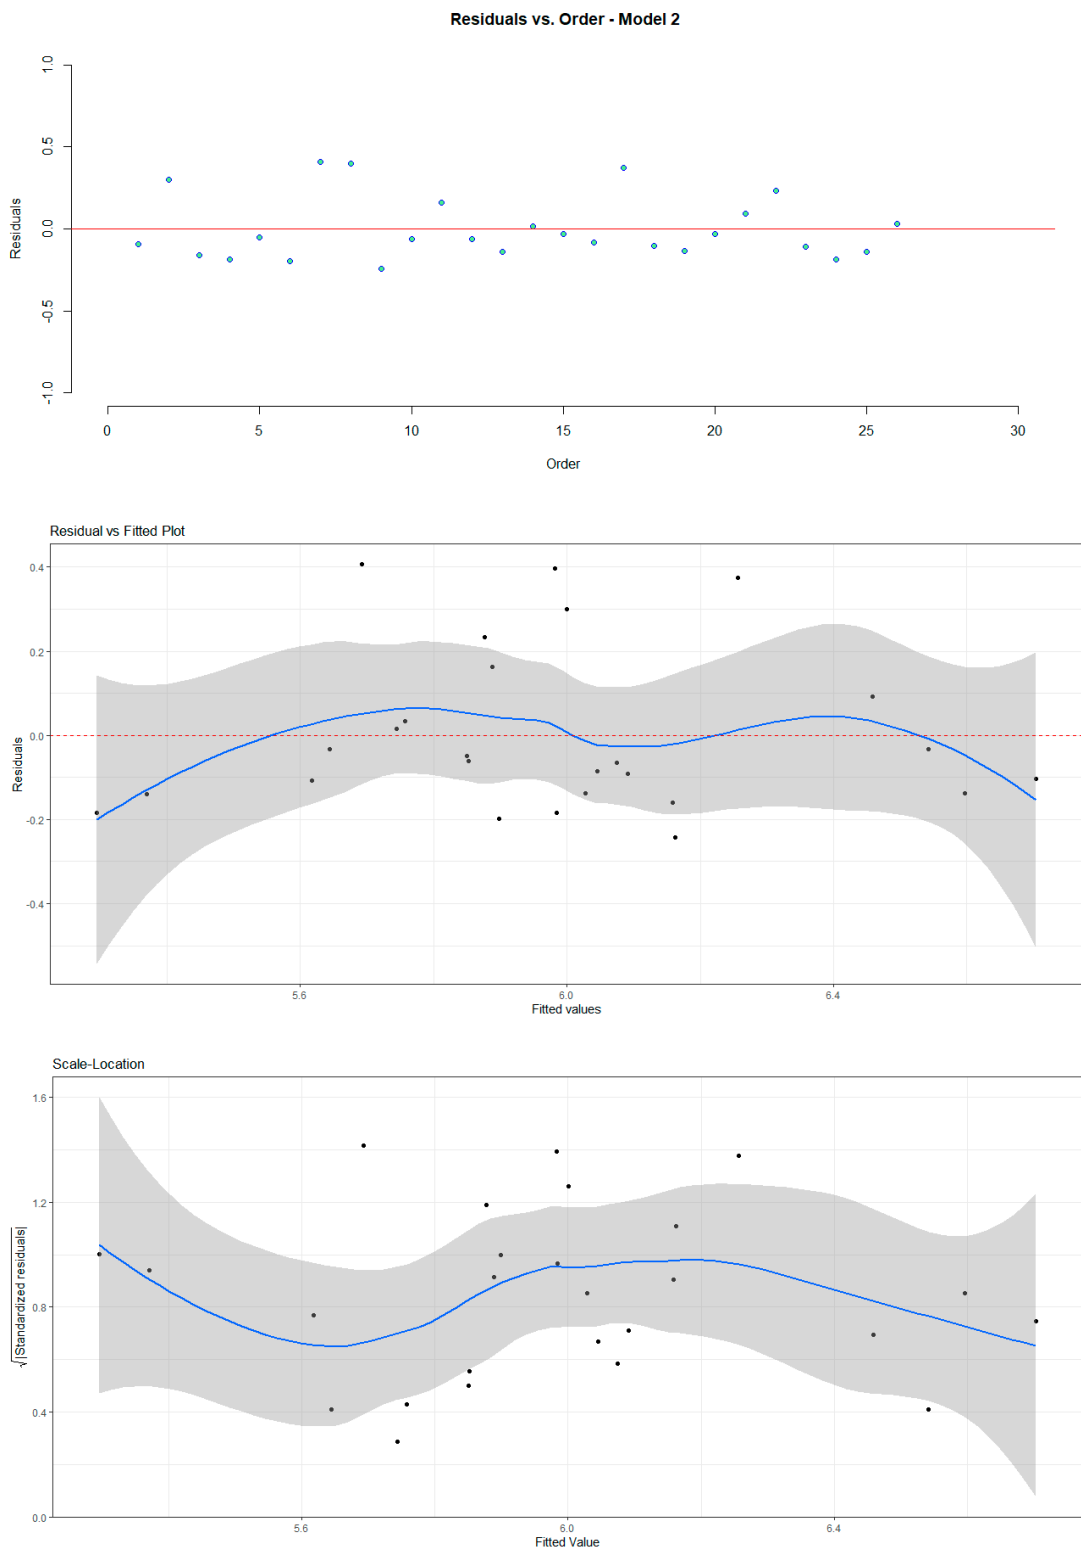 Residuals vs. Order - Model 2
1.0
0.5
0.0
-0.5
-1.0
Residuals
0 5 10 15 20 25 30
Order
Residual vs Fitted Plot
0.4
0.2
0.0
-0.2
-0.4
Residuals
5.6 6.0 6.4
Fitted values
Scale-Location
1.6
1.2
0.8
0.4
0.0
√|Standardized residuals|
5.6 6.0 6.4
Fitted Value